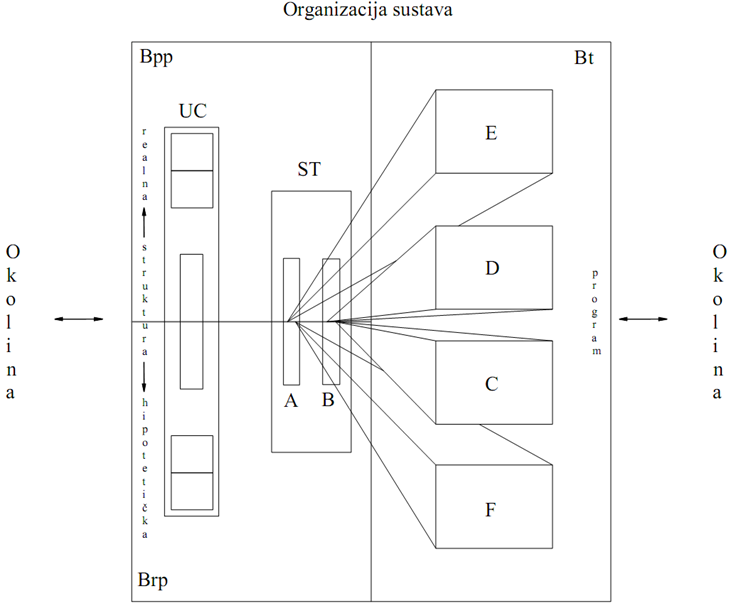 Organizacija sustava
Bpp
Bt
UC
ST
E
D
C
F
A
B
realna
struktura
hipotetička
program
Okolina
Okolina
Brp